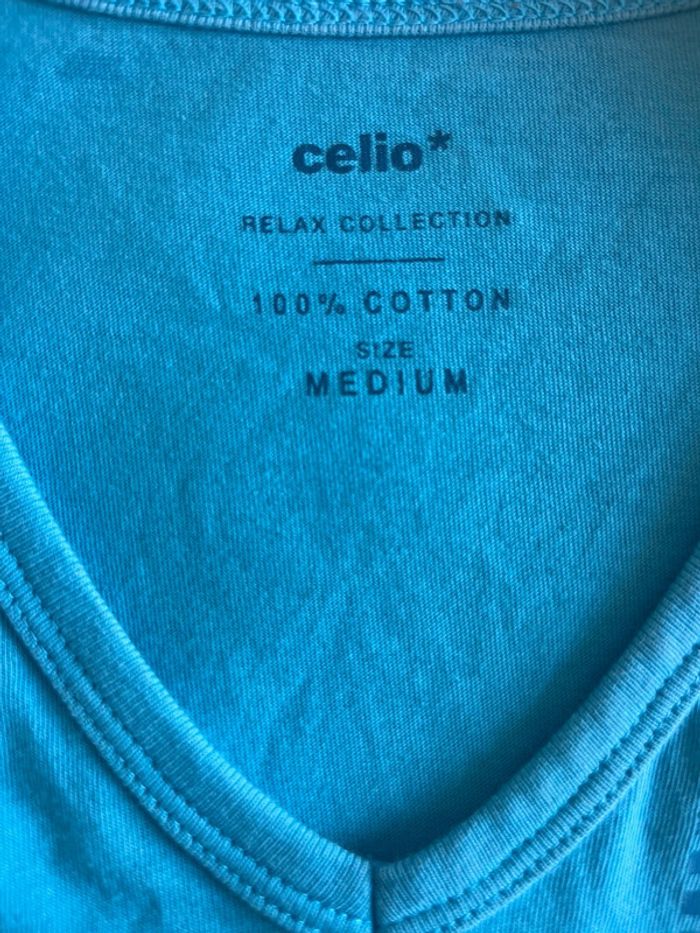 celio*
RELAX COLLECTION
100% COTTON
SIZE
MEDIUM